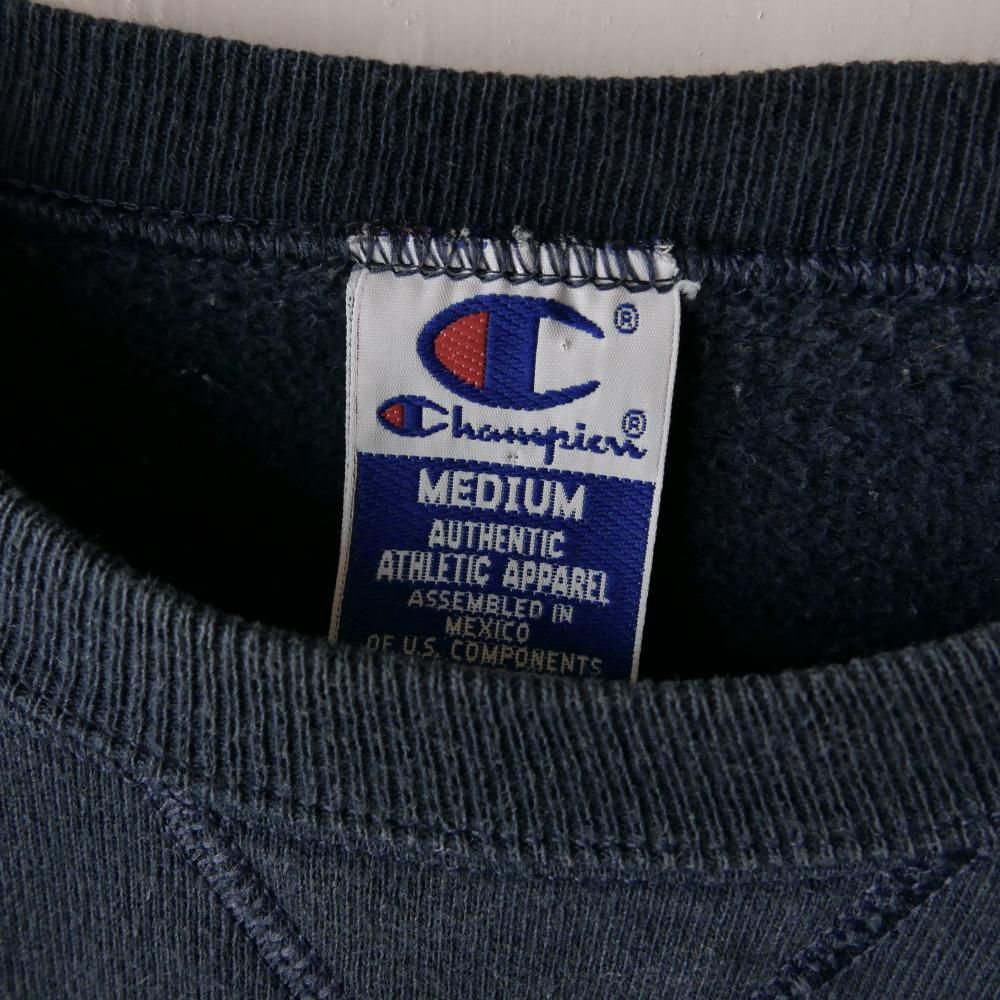 ®
Champion®
MEDIUM
AUTHENTIC
ATHLETIC APPAREL
ASSEMBLED IN
MEXICO
OF U.S. COMPONENTS